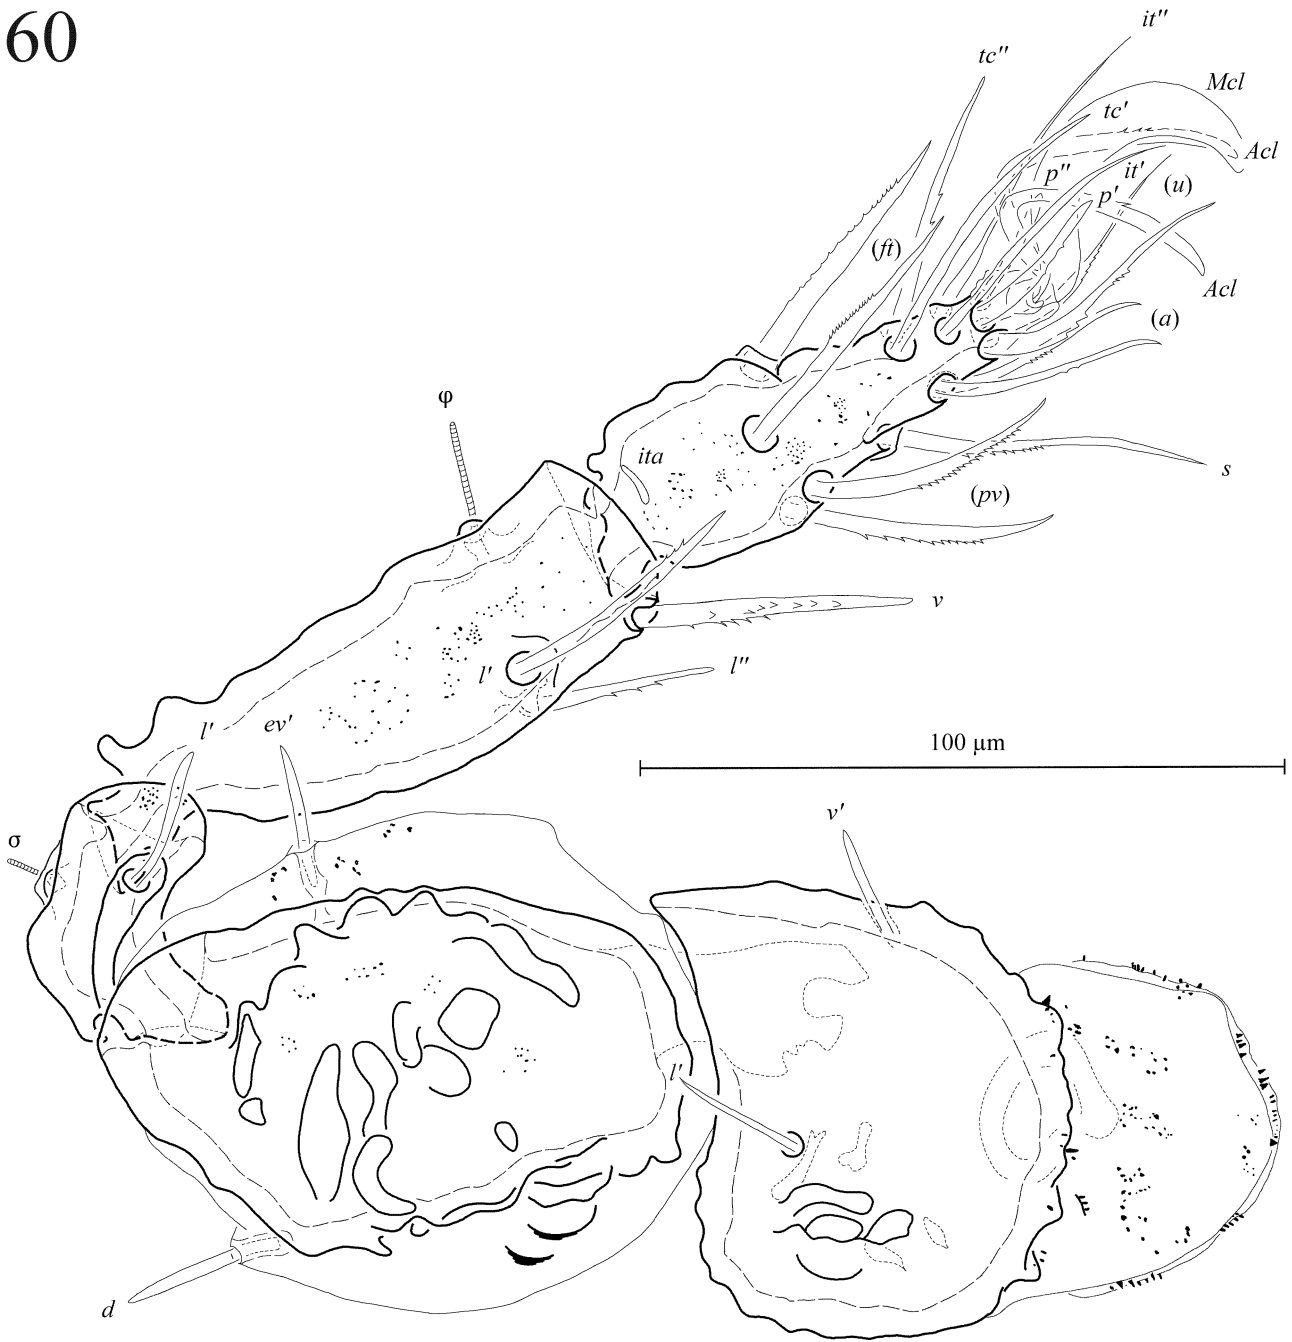 60
it"
tc"
Mcl
tc'
Acl
p"
it'
(u)
p'
(ft)
Acl
(a)
φ
ita
s
(pv)
v
l'
l"
l'
ev'
100 µm
v'
σ
l'
d